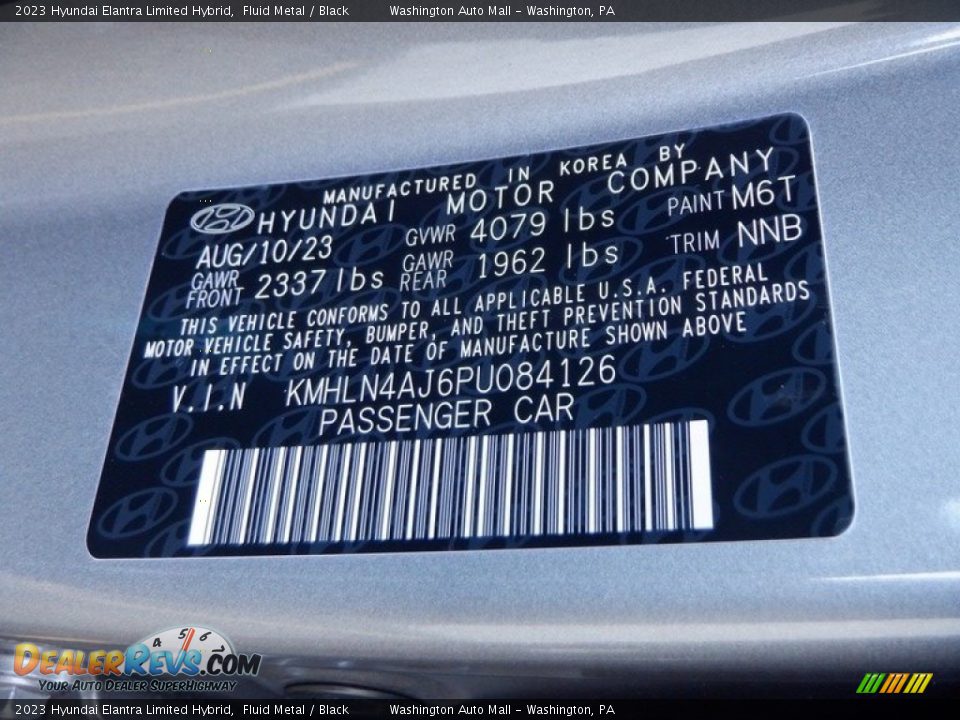 2023 Hyundai Elantra Limited Hybrid, Fluid Metal / Black Washington Auto Mall - Washington, PA
MANUFACTURED IN KOREA BY
HYUNDAI MOTOR COMPANY
AUG/10/23 GVWR 4079 lbs PAINT M6T
GAWR FRONT 2337 lbs GAWR REAR 1962 lbs TRIM NNB
THIS VEHICLE CONFORMS TO ALL APPLICABLE U.S.A. FEDERAL
MOTOR VEHICLE SAFETY, BUMPER, AND THEFT PREVENTION STANDARDS
IN EFFECT ON THE DATE OF MANUFACTURE SHOWN ABOVE
V.I.N KMHLN4AJ6PU084126
PASSENGER CAR
4 5 6 7
DealerRevs.com
Your Auto Dealer SuperHighway
2023 Hyundai Elantra Limited Hybrid, Fluid Metal / Black Washington Auto Mall - Washington, PA